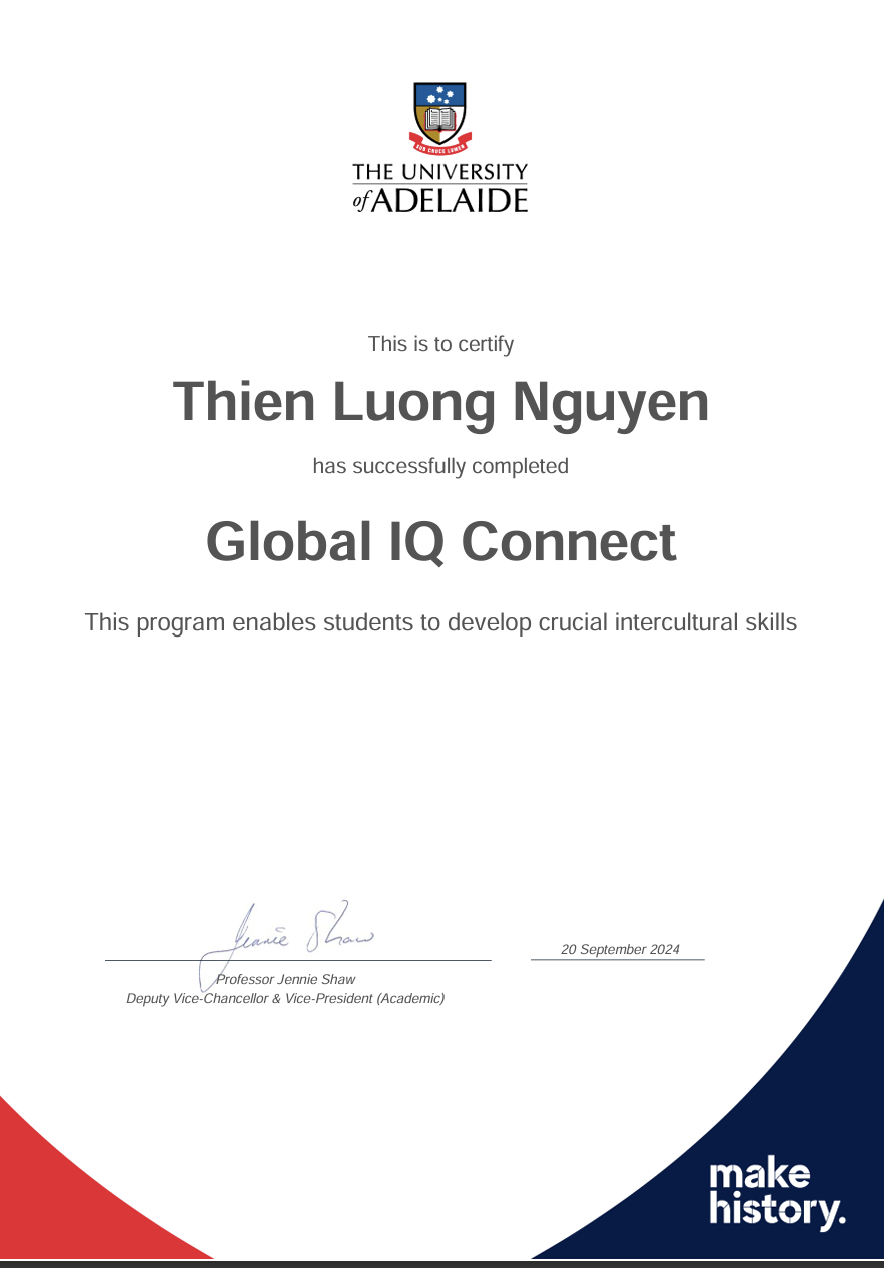 SUB CRUCE LUMEN
THE UNIVERSITY
of ADELAIDE
This is to certify
Thien Luong Nguyen
has successfully completed
Global IQ Connect
This program enables students to develop crucial intercultural skills
Jennie Shaw
20 September 2024
Professor Jennie Shaw
Deputy Vice-Chancellor & Vice-President (Academic)
make
history.